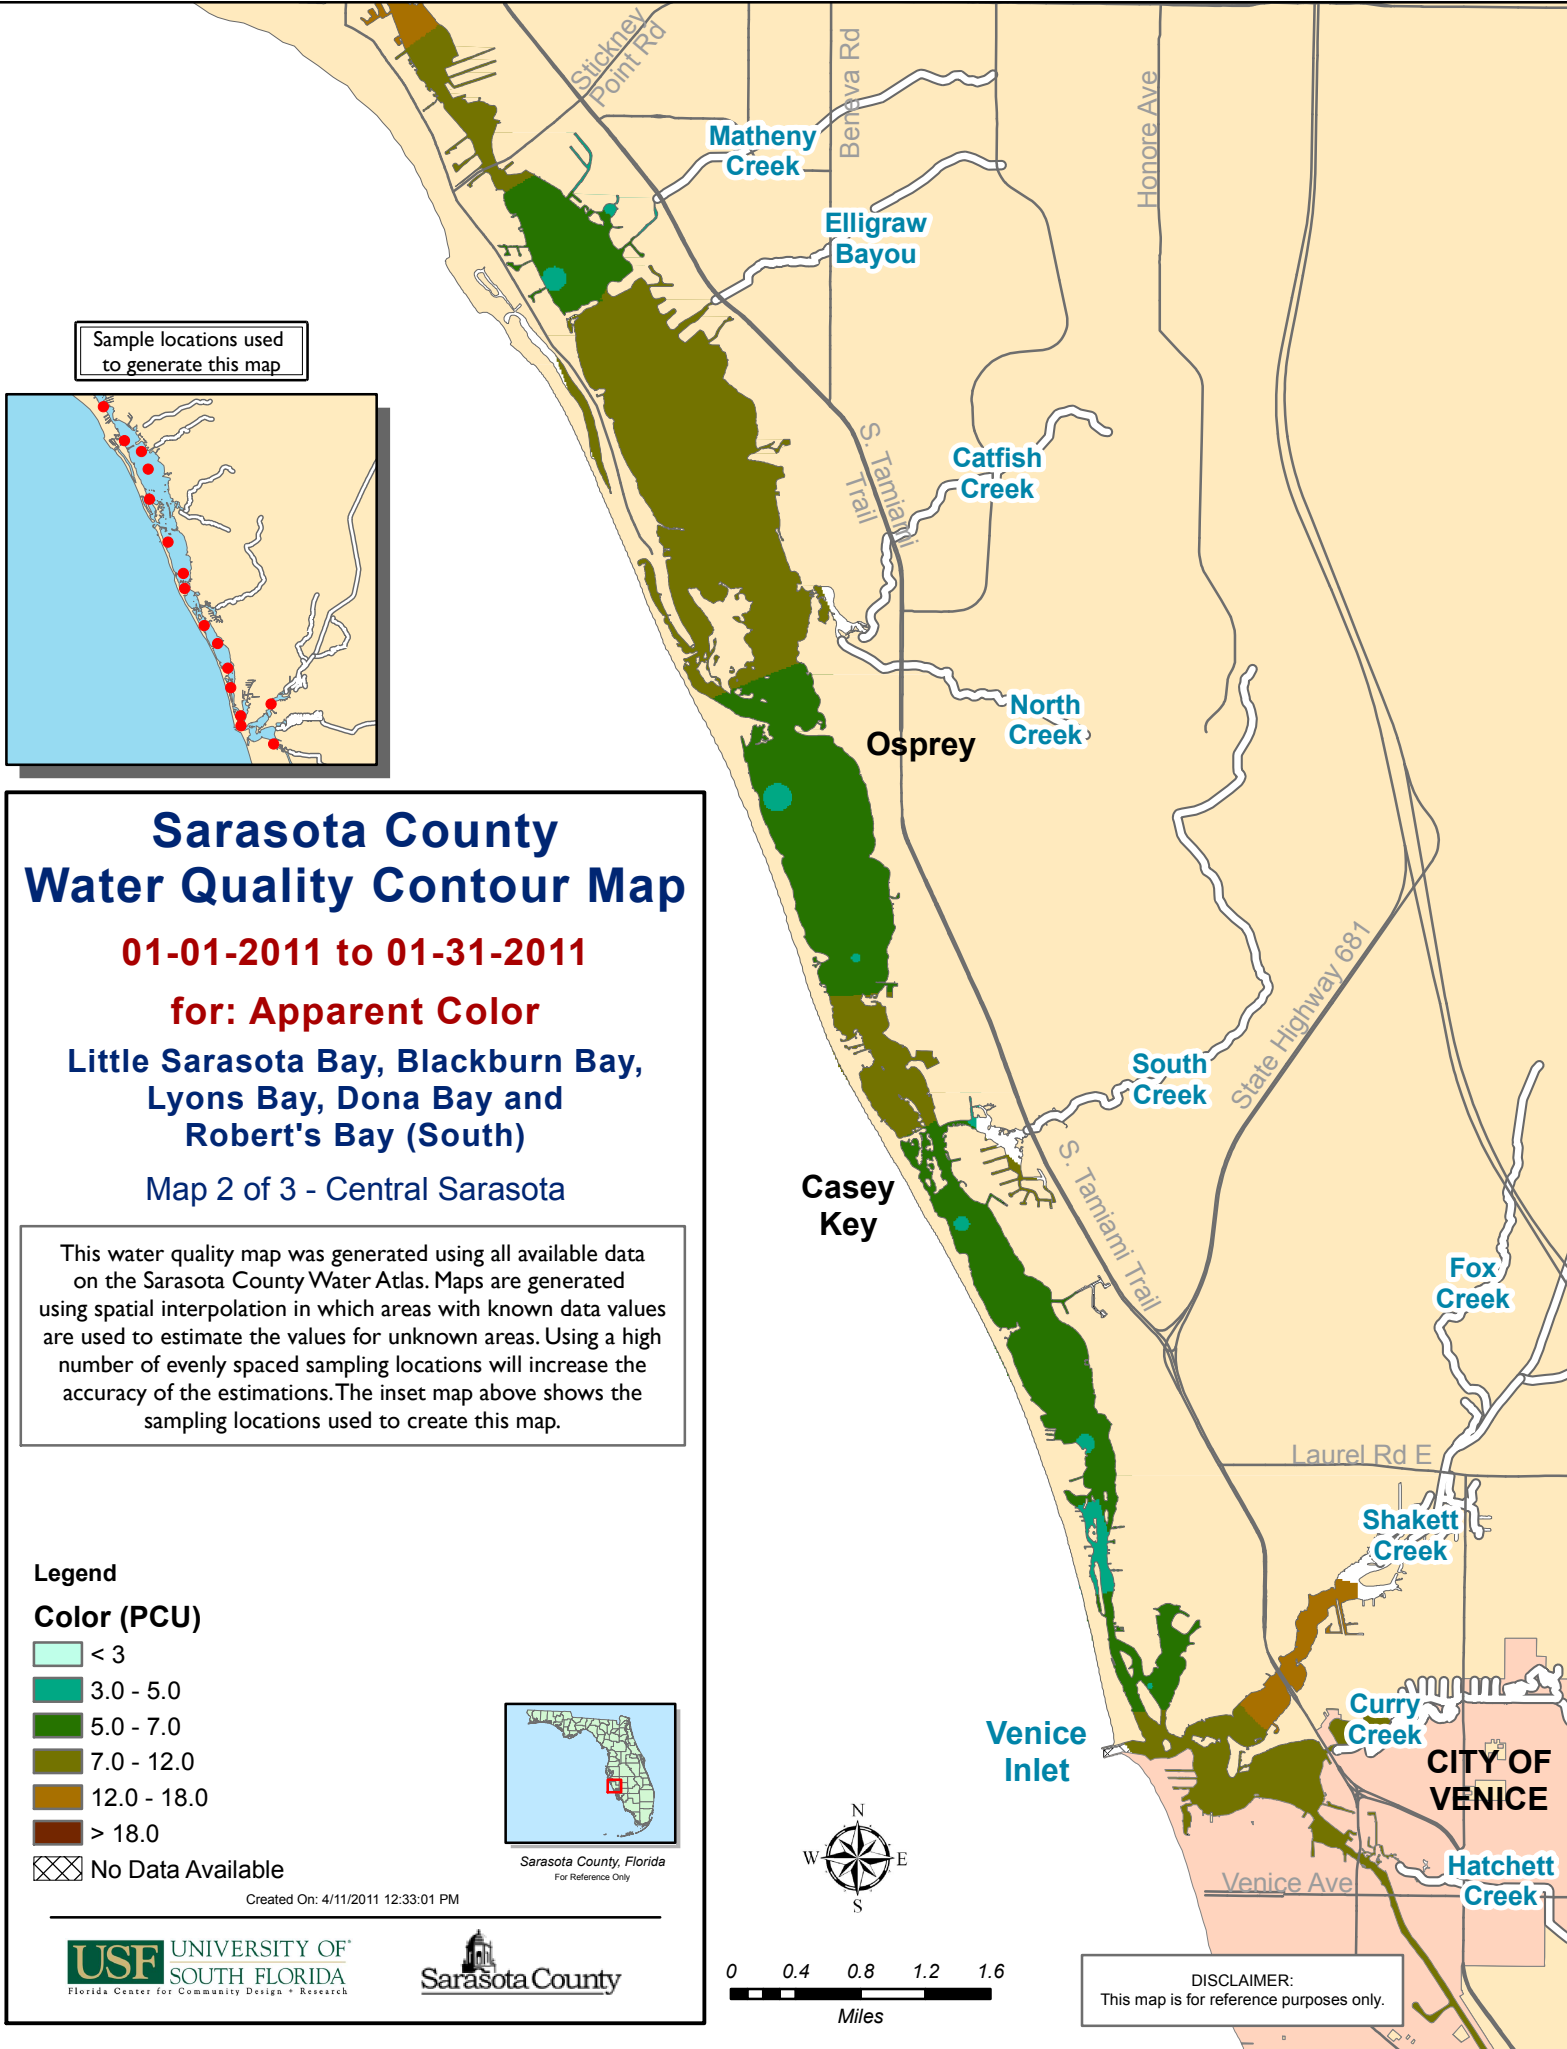 Stickney
Point Rd
Beneva Rd
Honore Ave
Matheny
Creek
Elligraw
Bayou
Sample locations used
to generate this map
S. Tamiami
Trail
Catfish
Creek
North
Creek
Osprey
Sarasota County
Water Quality Contour Map
01-01-2011 to 01-31-2011
for: Apparent Color
Little Sarasota Bay, Blackburn Bay,
Lyons Bay, Dona Bay and
Robert's Bay (South)
Map 2 of 3 - Central Sarasota
This water quality map was generated using all available data
on the Sarasota County Water Atlas. Maps are generated
using spatial interpolation in which areas with known data values
are used to estimate the values for unknown areas. Using a high
number of evenly spaced sampling locations will increase the
accuracy of the estimations. The inset map above shows the
sampling locations used to create this map.
State Highway 681
South
Creek
Casey
Key
S. Tamiami Trail
Fox
Creek
Laurel Rd E
Shakett
Creek
Legend
Color (PCU)
< 3
3.0 - 5.0
5.0 - 7.0
7.0 - 12.0
12.0 - 18.0
> 18.0
No Data Available
Sarasota County, Florida
For Reference Only
Created On: 4/11/2011 12:33:01 PM
USF UNIVERSITY OF
SOUTH FLORIDA
Florida Center for Community Design + Research
Sarasota County
Venice
Inlet
Curry
Creek
CITY OF
VENICE
Hatchett
Creek
Venice Ave
N
W E
S
0 0.4 0.8 1.2 1.6
Miles
DISCLAIMER:
This map is for reference purposes only.